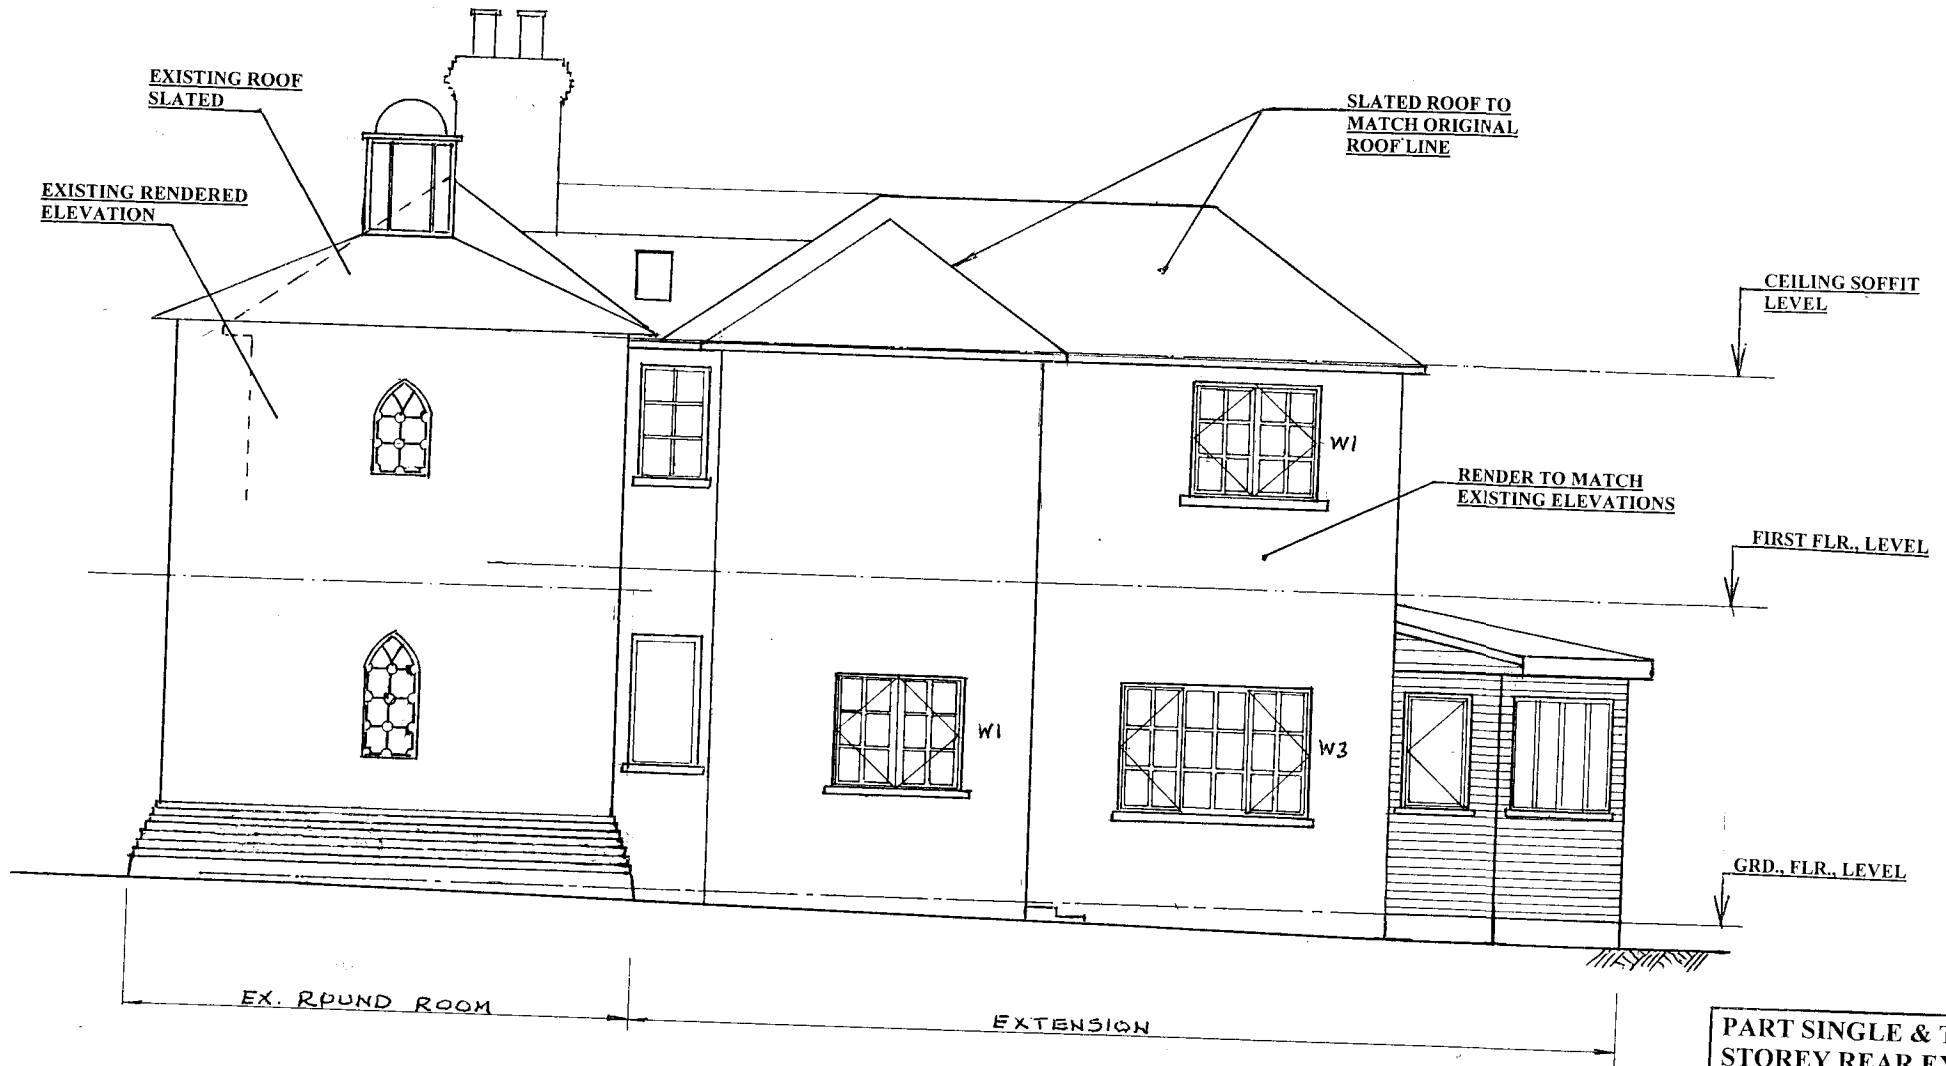 EXISTING ROOF
SLATED
EXISTING RENDERED
ELEVATION
SLATED ROOF TO
MATCH ORIGINAL
ROOF LINE
CEILING SOFFIT
LEVEL
W1
RENDER TO MATCH
EXISTING ELEVATIONS
FIRST FLR., LEVEL
W1
W3
GRD., FLR., LEVEL
EX. ROUND ROOM
EXTENSION
PART SINGLE &
STOREY REAR